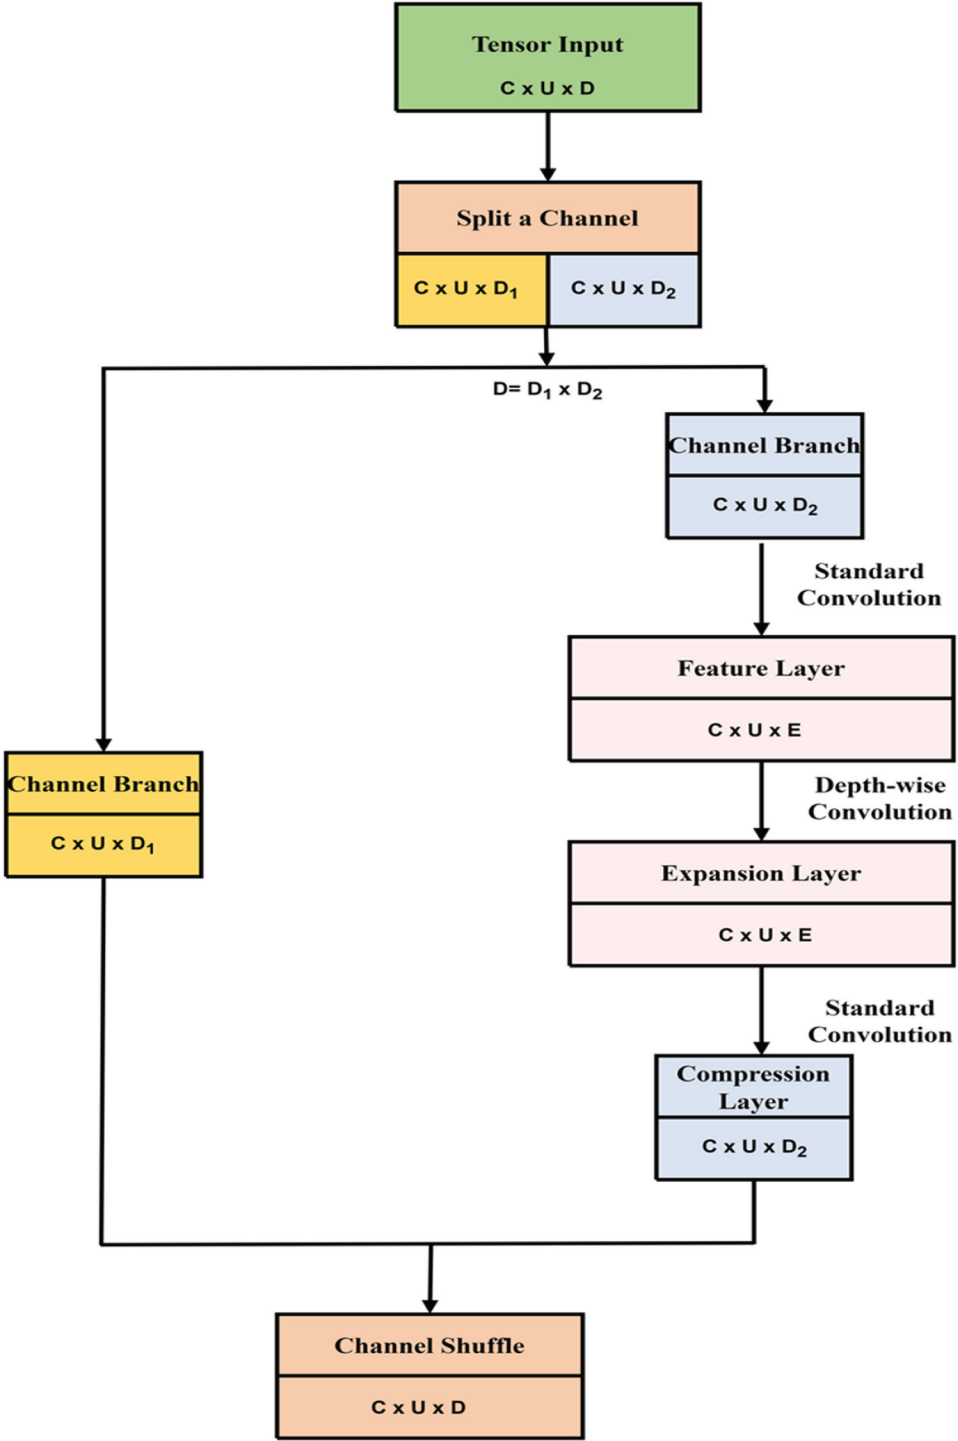 Tensor Input
C x U x D
Split a Channel
C x U x D₁
C x U x D₂
D= D₁ x D₂
Channel Branch
C x U x D₂
Standard
Convolution
Feature Layer
C x U x E
Depth-wise
Convolution
Channel Branch
C x U x D₁
Expansion Layer
C x U x E
Standard
Convolution
Compression
Layer
C x U x D₂
Channel Shuffle
C x U x D